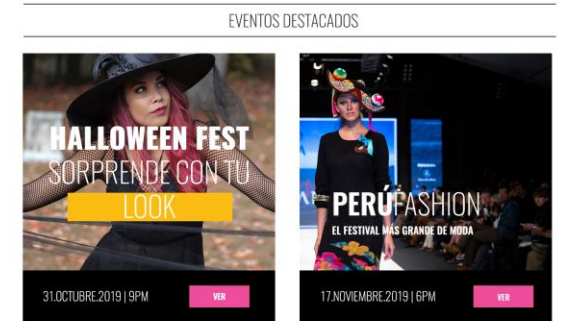 EVENTOS DESTACADOS
HALLOWEEN FEST
SORPRENDE CON TU
LOOK
31.OCTUBRE.2019 | 9PM
VER
PERÚFASHION
EL FESTIVAL MÁS GRANDE DE MODA
17.NOVIEMBRE.2019 | 6PM
VER